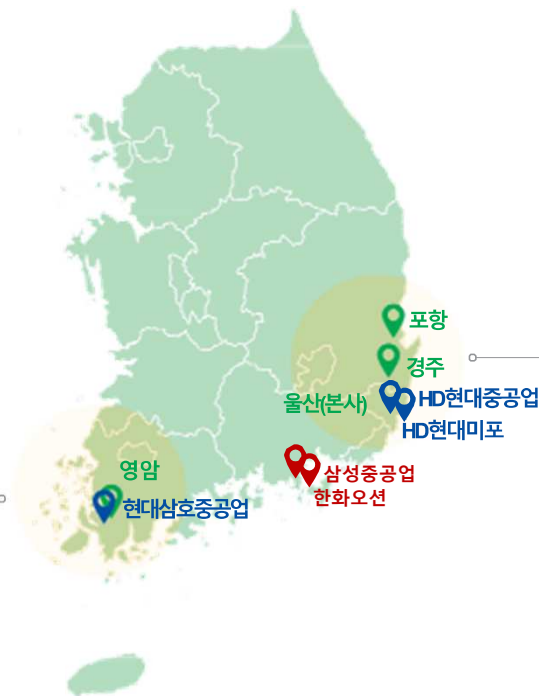 포항
경주
울산(본사)
HD현대중공업
HD현대미포
삼성중공업
한화오션
영암
현대삼호중공업